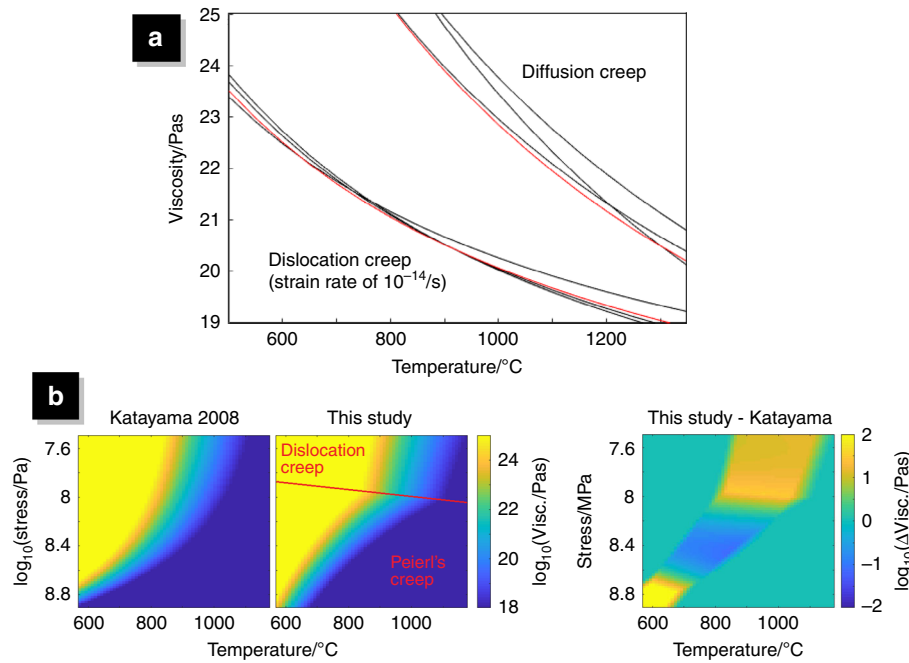 a
25
24
23
22
21
20
19
Viscosity/Pas
Diffusion creep
Dislocation creep
(strain rate of 10⁻¹⁴/s)
600
800
1000
1200
Temperature/°C
b
Katayama 2008
This study
This study - Katayama
7.6
8
8.4
8.8
log₁₀(stress/Pa)
600
800
1000
Dislocation
creep
Peierl's
creep
600
800
1000
Temperature/°C
24
22
20
18
log₁₀(Visc./Pas)
7.6
8
8.4
8.8
Stress/MPa
600
800
1000
Temperature/°C
2
1
0
−1
−2
log₁₀(ΔVisc./Pas)